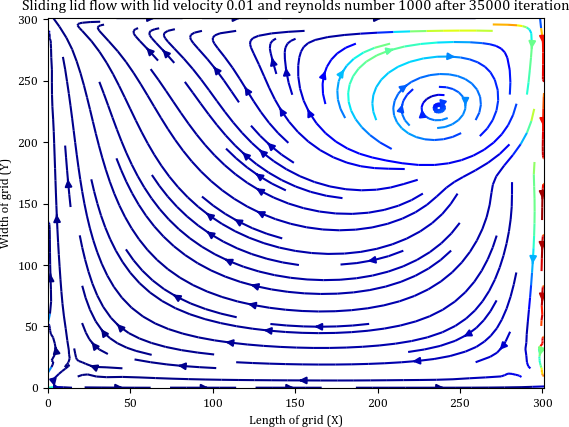 Sliding lid flow with lid velocity 0.01 and reynolds number 1000 after 35000 iteration
300
250
200
150
100
50
0
Width of grid (Y)
0 50 100 150 200 250 300
Length of grid (X)